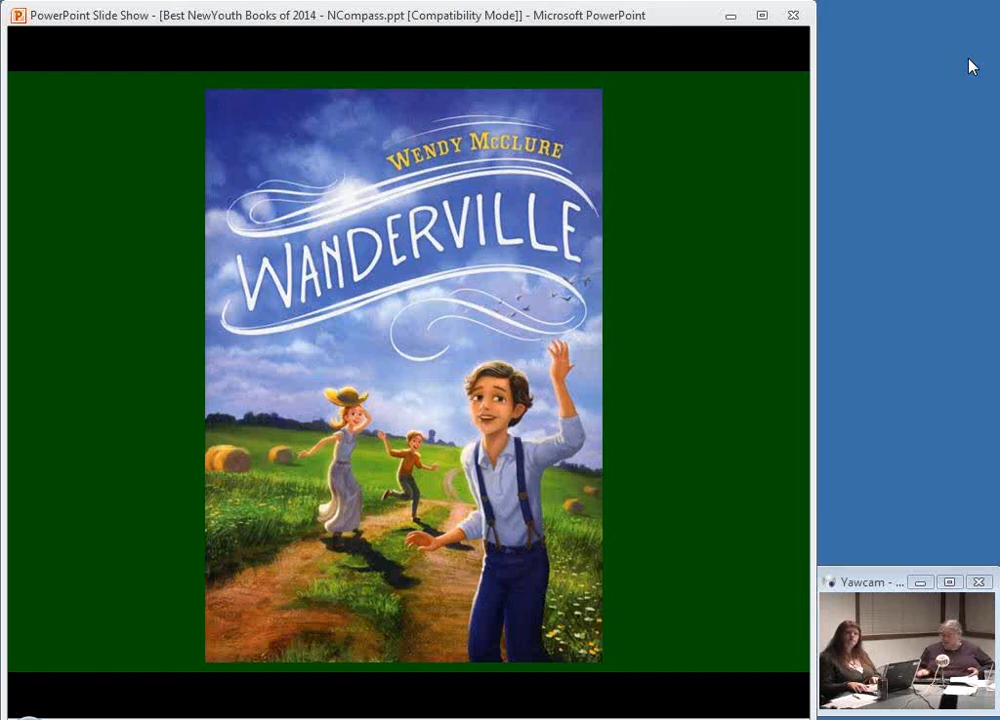 PowerPoint Slide Show - [Best NewYouth Books of 2014 - NCompass.ppt [Compatibility Mode]] - Microsoft PowerPoint
WENDY MCCLURE
WANDERVILLE
Yawcam - ...